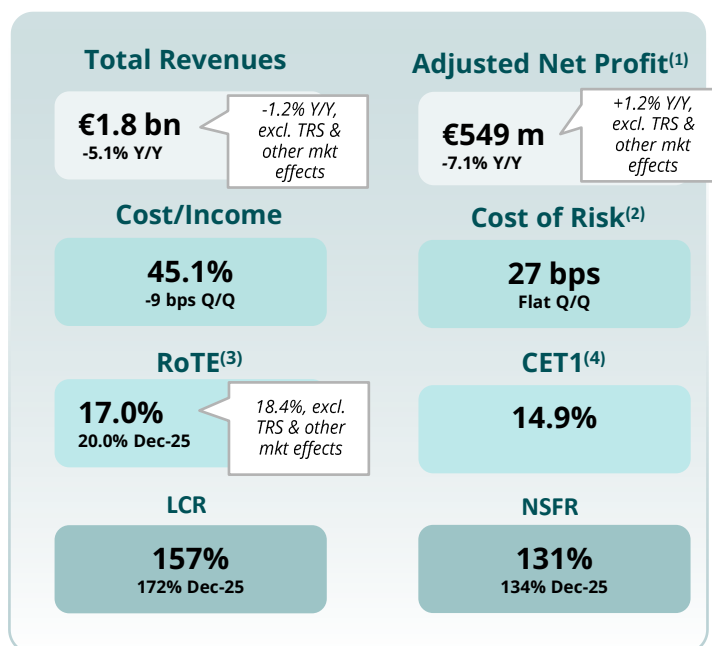 Total Revenues
€1.8 bn
-5.1% Y/Y
-1.2% Y/Y,
excl. TRS &
other mkt
effects
Adjusted Net Profit(1)
€549 m
-7.1% Y/Y
+1.2% Y/Y,
excl. TRS &
other mkt
effects
Cost/Income
45.1%
-9 bps Q/Q
Cost of Risk(2)
27 bps
Flat Q/Q
RoTE(3)
17.0%
20.0% Dec-25
18.4%, excl.
TRS & other
mkt effects
CET1(4)
14.9%
LCR
157%
172% Dec-25
NSFR
131%
134% Dec-25